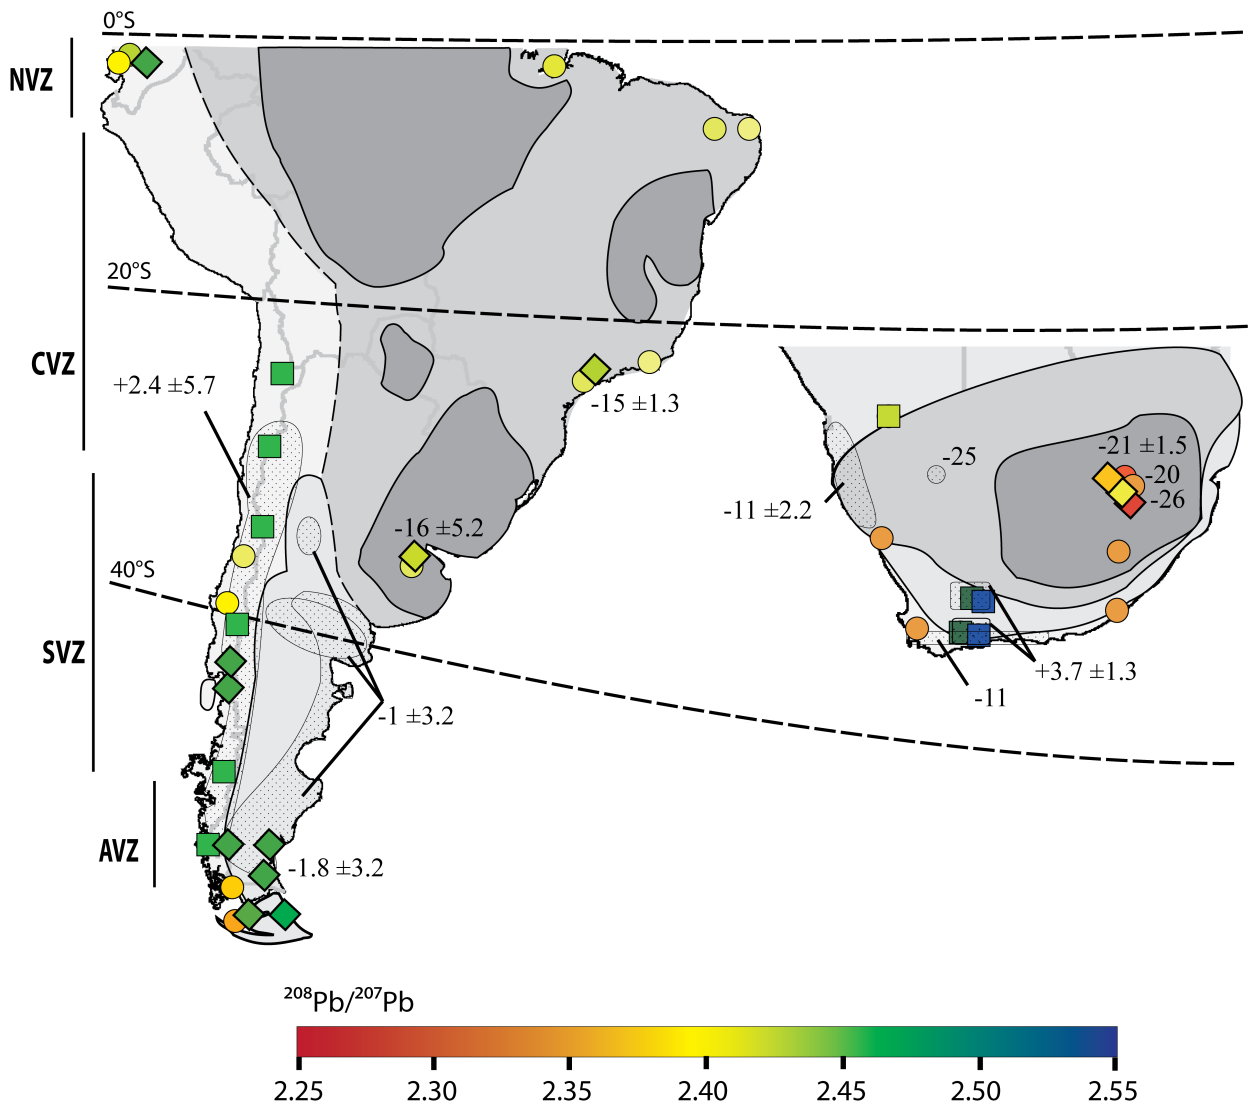 0°S
NVZ
20°S
CVZ
+2.4 ±5.7
-15 ±1.3
-21 ±1.5
-25
-20
-26
-11 ±2.2
-16 ±5.2
40°S
SVZ
+3.7 ±1.3
-11
-1 ±3.2
AVZ
-1.8 ±3.2
²⁰⁸Pb/²⁰⁷Pb
2.25 2.30 2.35 2.40 2.45 2.50 2.55